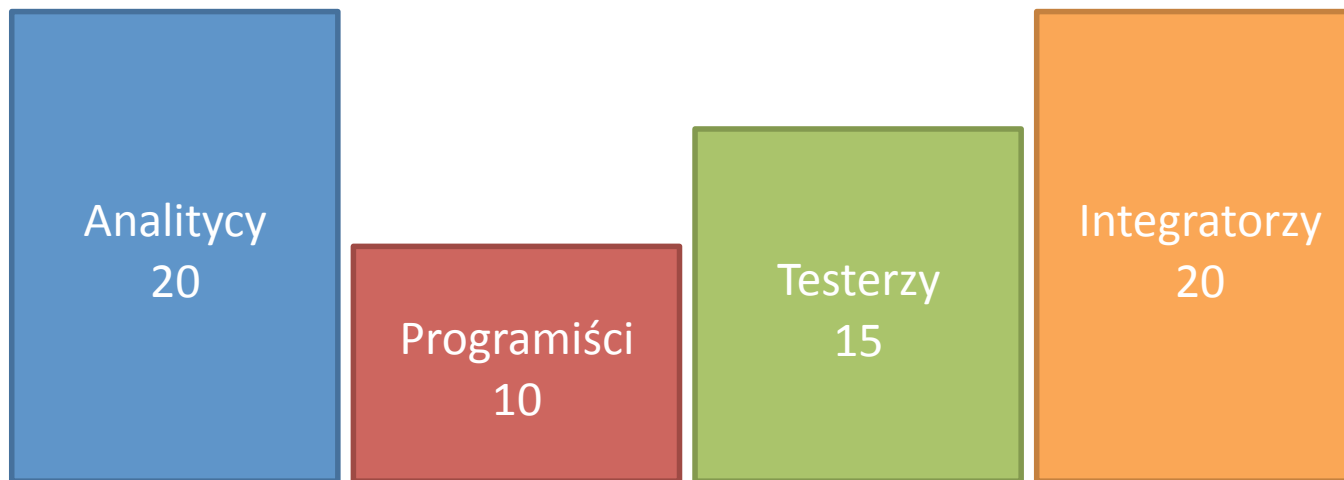 Analitycy
20
Programiści
10
Testerzy
15
Integratorzy
20